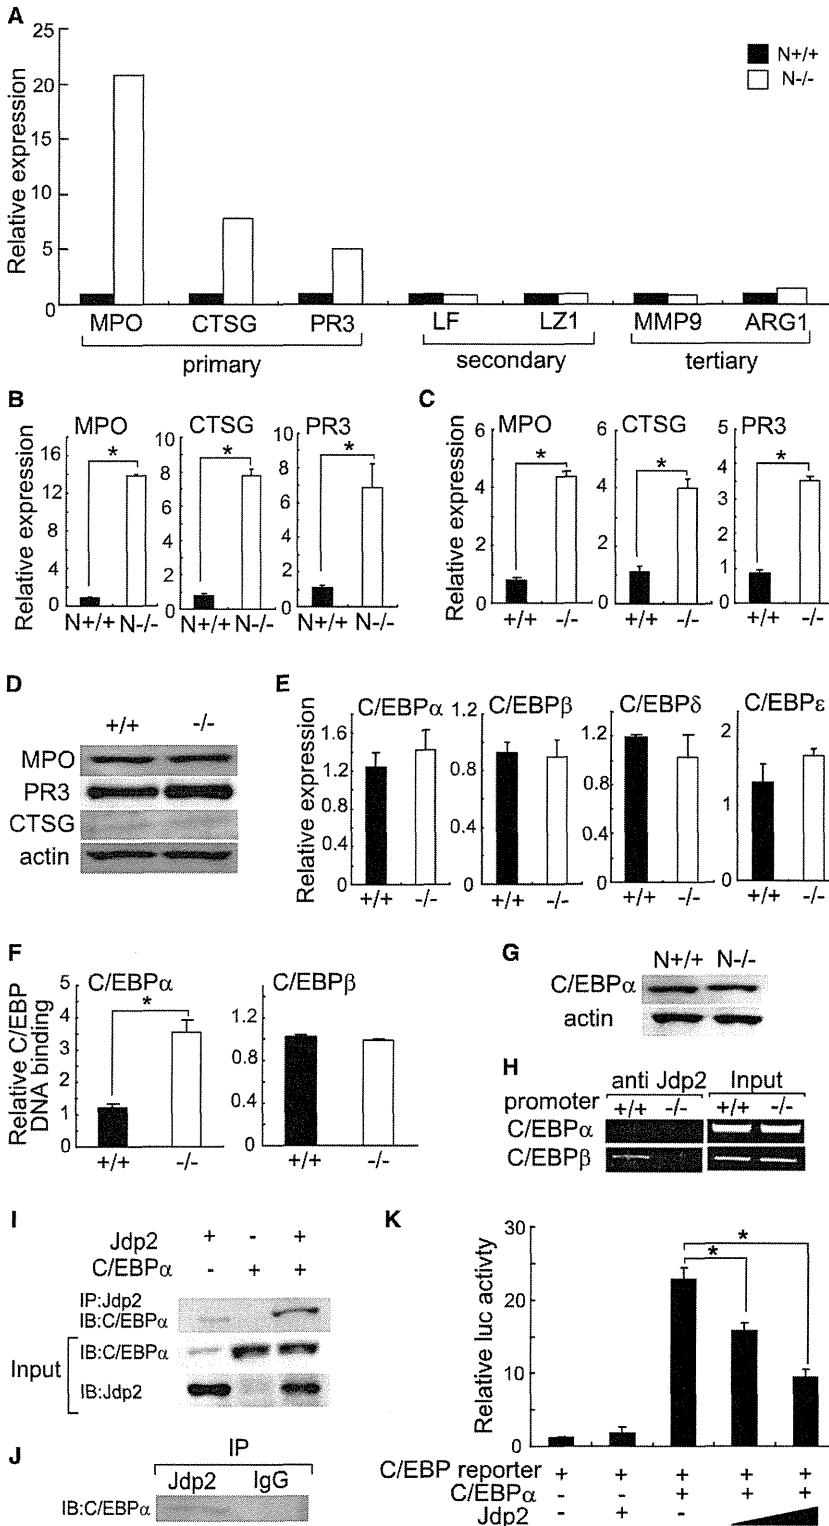 A
25
20
15
10
5
0
Relative expression
N+/+
N-/-
MPO CTSG PR3 LF LZ1 MMP9 ARG1
primary secondary tertiary
B
MPO CTSG PR3
Relative expression
16
12
8
4
0
10
8
6
4
2
0
10
8
6
4
2
0
* * *
N+/+ N-/- N+/+ N-/- N+/+ N-/-
C
MPO CTSG PR3
Relative expression
6
4
2
0
6
4
2
0
5
4
3
2
1
0
* * *
+/+ -/- +/+ -/- +/+ -/-
D
+/+ -/-
MPO
PR3
CTSG
actin
E
C/EBPα C/EBPβ C/EBPδ C/EBPε
Relative expression
1.6
1.2
0.8
0.4
0
1.2
0.8
0.4
0
1.2
0.8
0.4
0
2
1
0
+/+ -/- +/+ -/- +/+ -/- +/+ -/-
F
C/EBPα C/EBPβ
Relative C/EBP
DNA binding
5
4
3
2
1
0
1.2
0.8
0.4
0
*
+/+ -/- +/+ -/-
G
N+/+ N-/-
C/EBPα
actin
H
anti Jdp2 Input
promoter +/+ -/- +/+ -/-
C/EBPα
C/EBPβ
I
Jdp2 + - +
C/EBPα - + +
IP:Jdp2
IB:C/EBPα
Input
IB:C/EBPα
IB:Jdp2
J
IP
Jdp2 IgG
IB:C/EBPα
K
30
20
10
0
Relative luc activty
* *
C/EBP reporter + + + + +
C/EBPα - - + + +
Jdp2 - + -